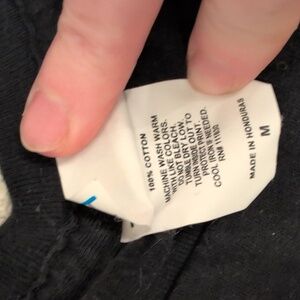 100% COTTON
MACHINE WASH WARM
WITH LIKE COLORS.
DO NOT BLEACH.
TUMBLE DRY LOW.
TURN INSIDE OUT TO
PROTECT PRINT.
COOL IRON IF NEEDED.
MADE IN HONDURAS
M